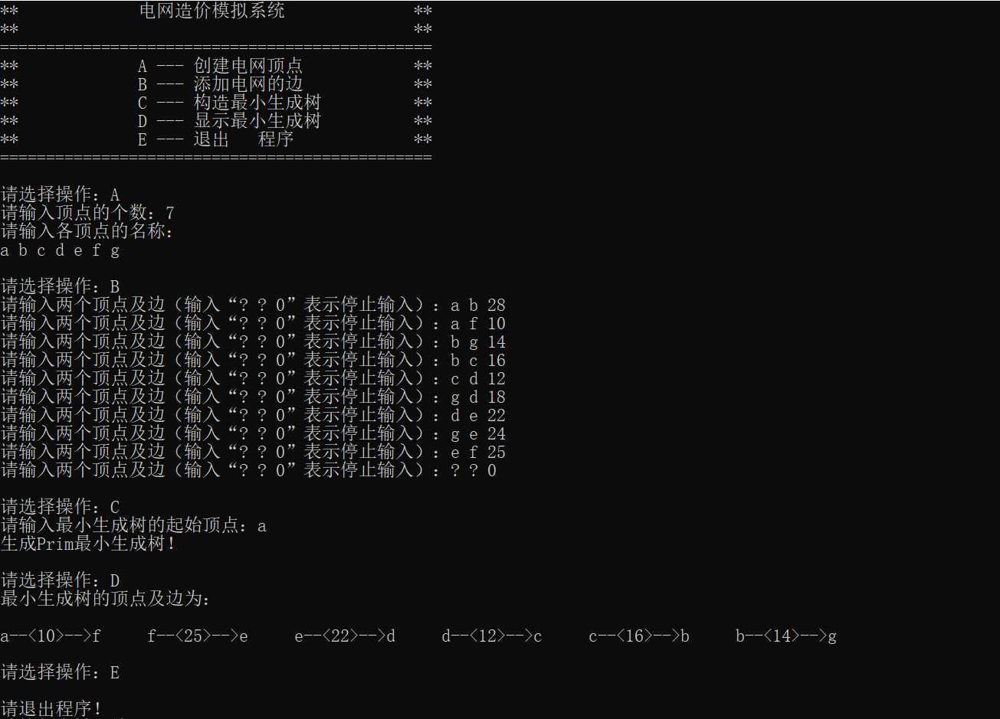 ** 电网造价模拟系统 **
** **
===============================================
** A --- 创建电网顶点 **
** B --- 添加电网的边 **
** C --- 构造最小生成树 **
** D --- 显示最小生成树 **
** E --- 退出 程序 **
===============================================
请选择操作：A
请输入顶点的个数：7
请输入各顶点的名称：
a b c d e f g
请选择操作：B
请输入两个顶点及边（输入“? ? 0”表示停止输入）：a b 28
请输入两个顶点及边（输入“? ? 0”表示停止输入）：a f 10
请输入两个顶点及边（输入“? ? 0”表示停止输入）：b g 14
请输入两个顶点及边（输入“? ? 0”表示停止输入）：b c 16
请输入两个顶点及边（输入“? ? 0”表示停止输入）：c d 12
请输入两个顶点及边（输入“? ? 0”表示停止输入）：g d 18
请输入两个顶点及边（输入“? ? 0”表示停止输入）：d e 22
请输入两个顶点及边（输入“? ? 0”表示停止输入）：g e 24
请输入两个顶点及边（输入“? ? 0”表示停止输入）：e f 25
请输入两个顶点及边（输入“? ? 0”表示停止输入）：? ? 0
请选择操作：C
请输入最小生成树的起始顶点：a
生成Prim最小生成树！
请选择操作：D
最小生成树的顶点及边为：
a--<10>-->f f--<25>-->e e--<22>-->d d--<12>-->c c--<16>-->b b--<14>-->g
请选择操作：E
请退出程序！